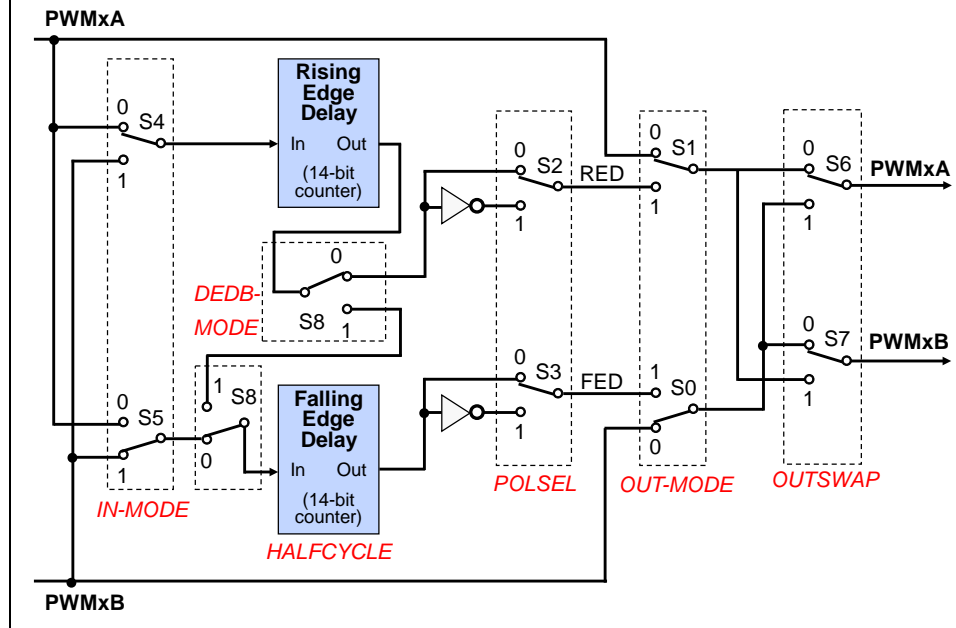 PWMxA
Rising
Edge
Delay
In Out
(14-bit
counter)
0
S4
1
0
S2
RED
1
0
S1
1
0
S6
PWMxA
1
0
DEDB-
MODE
S8
1
0
S7
PWMxB
1
1
S8
0
0
S5
1
IN-MODE
Falling
Edge
Delay
In Out
(14-bit
counter)
HALFCYCLE
0
S3
FED
1
POLSEL
1
S0
0
OUT-MODE
OUTSWAP
PWMxB